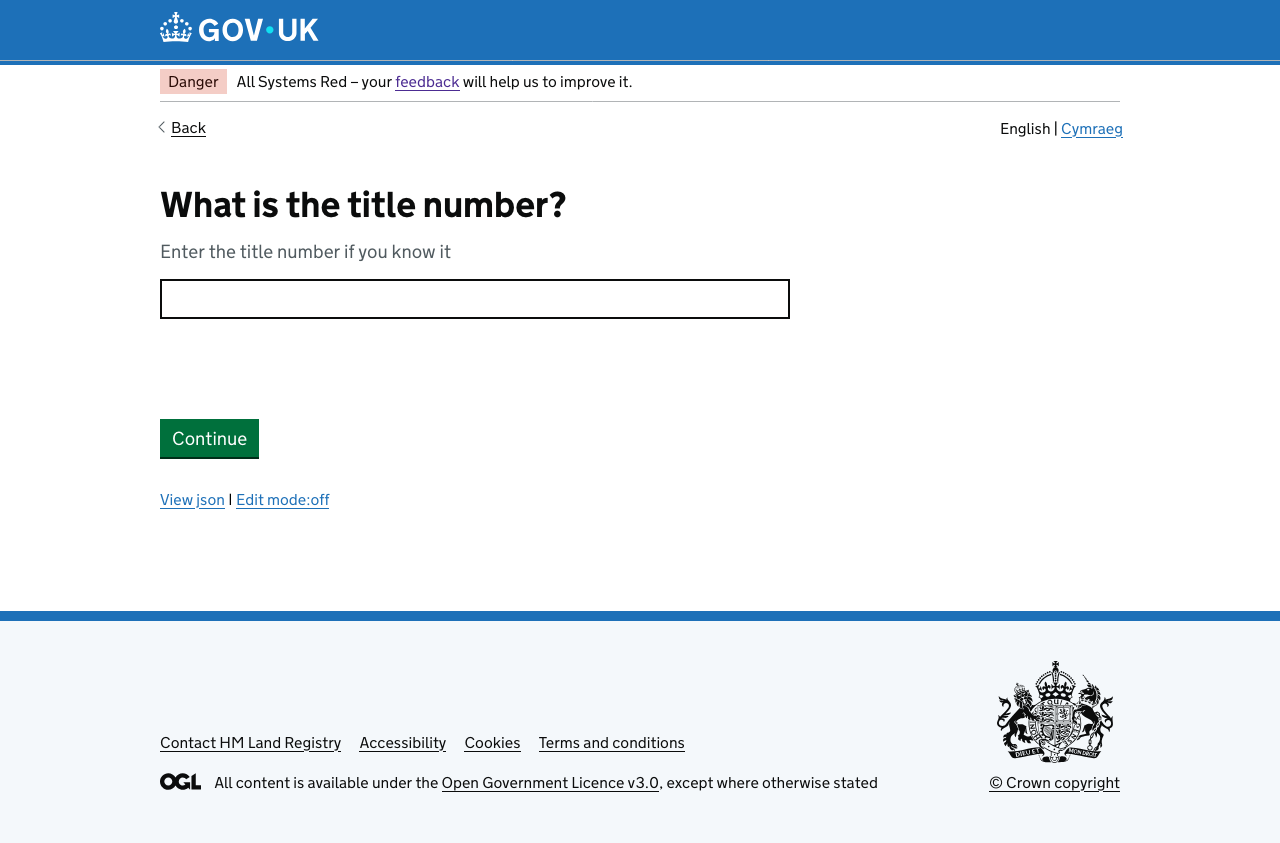 GOV•UK
Danger All Systems Red – your feedback will help us to improve it.
Back
English | Cymraeg
What is the title number?
Enter the title number if you know it
Continue
View json | Edit mode:off
Contact HM Land Registry Accessibility Cookies Terms and conditions
OGL All content is available under the Open Government Licence v3.0, except where otherwise stated
© Crown copyright